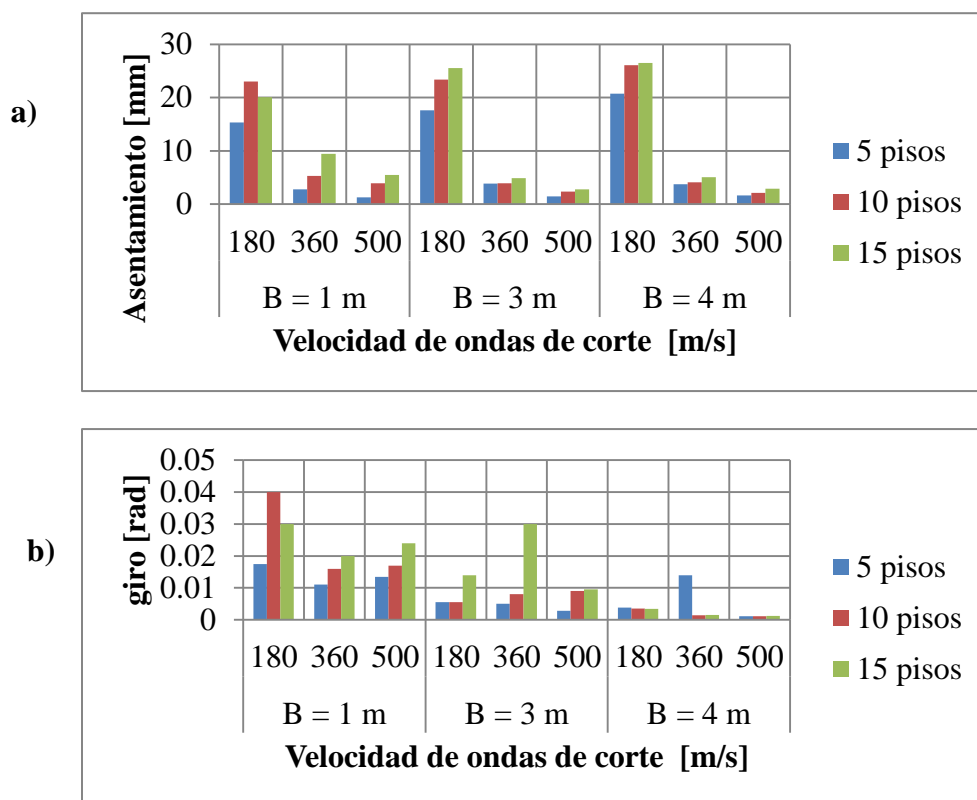 a)
Asentamiento [mm]
30
20
10
0
180 360 500 180 360 500 180 360 500
B = 1 m B = 3 m B = 4 m
Velocidad de ondas de corte [m/s]
5 pisos
10 pisos
15 pisos
b)
giro [rad]
0.05
0.04
0.03
0.02
0.01
0
180 360 500 180 360 500 180 360 500
B = 1 m B = 3 m B = 4 m
Velocidad de ondas de corte [m/s]
5 pisos
10 pisos
15 pisos